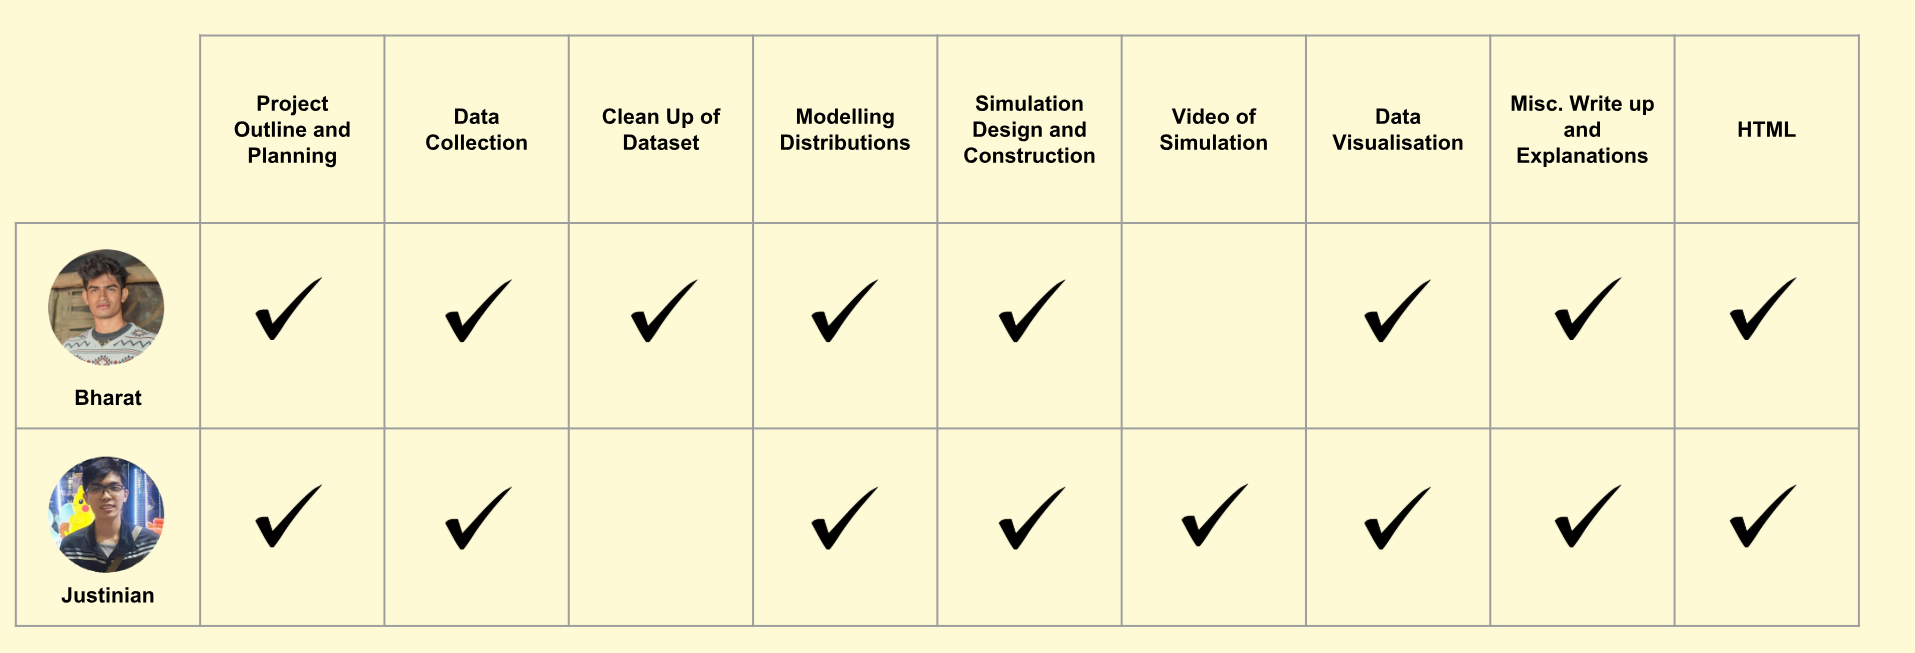 Project
Outline and
Planning
Data
Collection
Clean Up of
Dataset
Modelling
Distributions
Simulation
Design and
Construction
Video of
Simulation
Data
Visualisation
Misc. Write up
and
Explanations
HTML
Bharat
Justinian